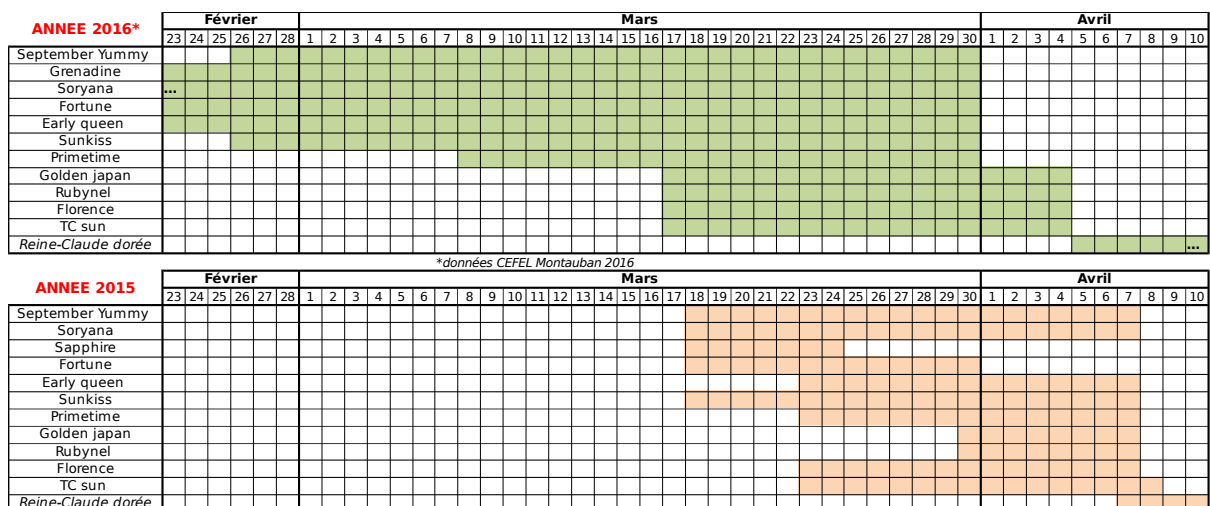 ANNEE 2016* Février Mars Avril
23 24 25 26 27 28 1 2 3 4 5 6 7 8 9 10 11 12 13 14 15 16 17 18 19 20 21 22 23 24 25 26 27 28 29 30 1 2 3 4 5 6 7 8 9 10
September Yummy
Grenadine
Soryana ...
Fortune
Early queen
Sunkiss
Primetime
Golden japan
Rubynel
Florence
TC sun
Reine-Claude dorée ...
*données CEFEL Montauban 2016
ANNEE 2015 Février Mars Avril
23 24 25 26 27 28 1 2 3 4 5 6 7 8 9 10 11 12 13 14 15 16 17 18 19 20 21 22 23 24 25 26 27 28 29 30 1 2 3 4 5 6 7 8 9 10
September Yummy
Soryana
Sapphire
Fortune
Early queen
Sunkiss
Primetime
Golden japan
Rubynel
Florence
TC sun
Reine-Claude dorée